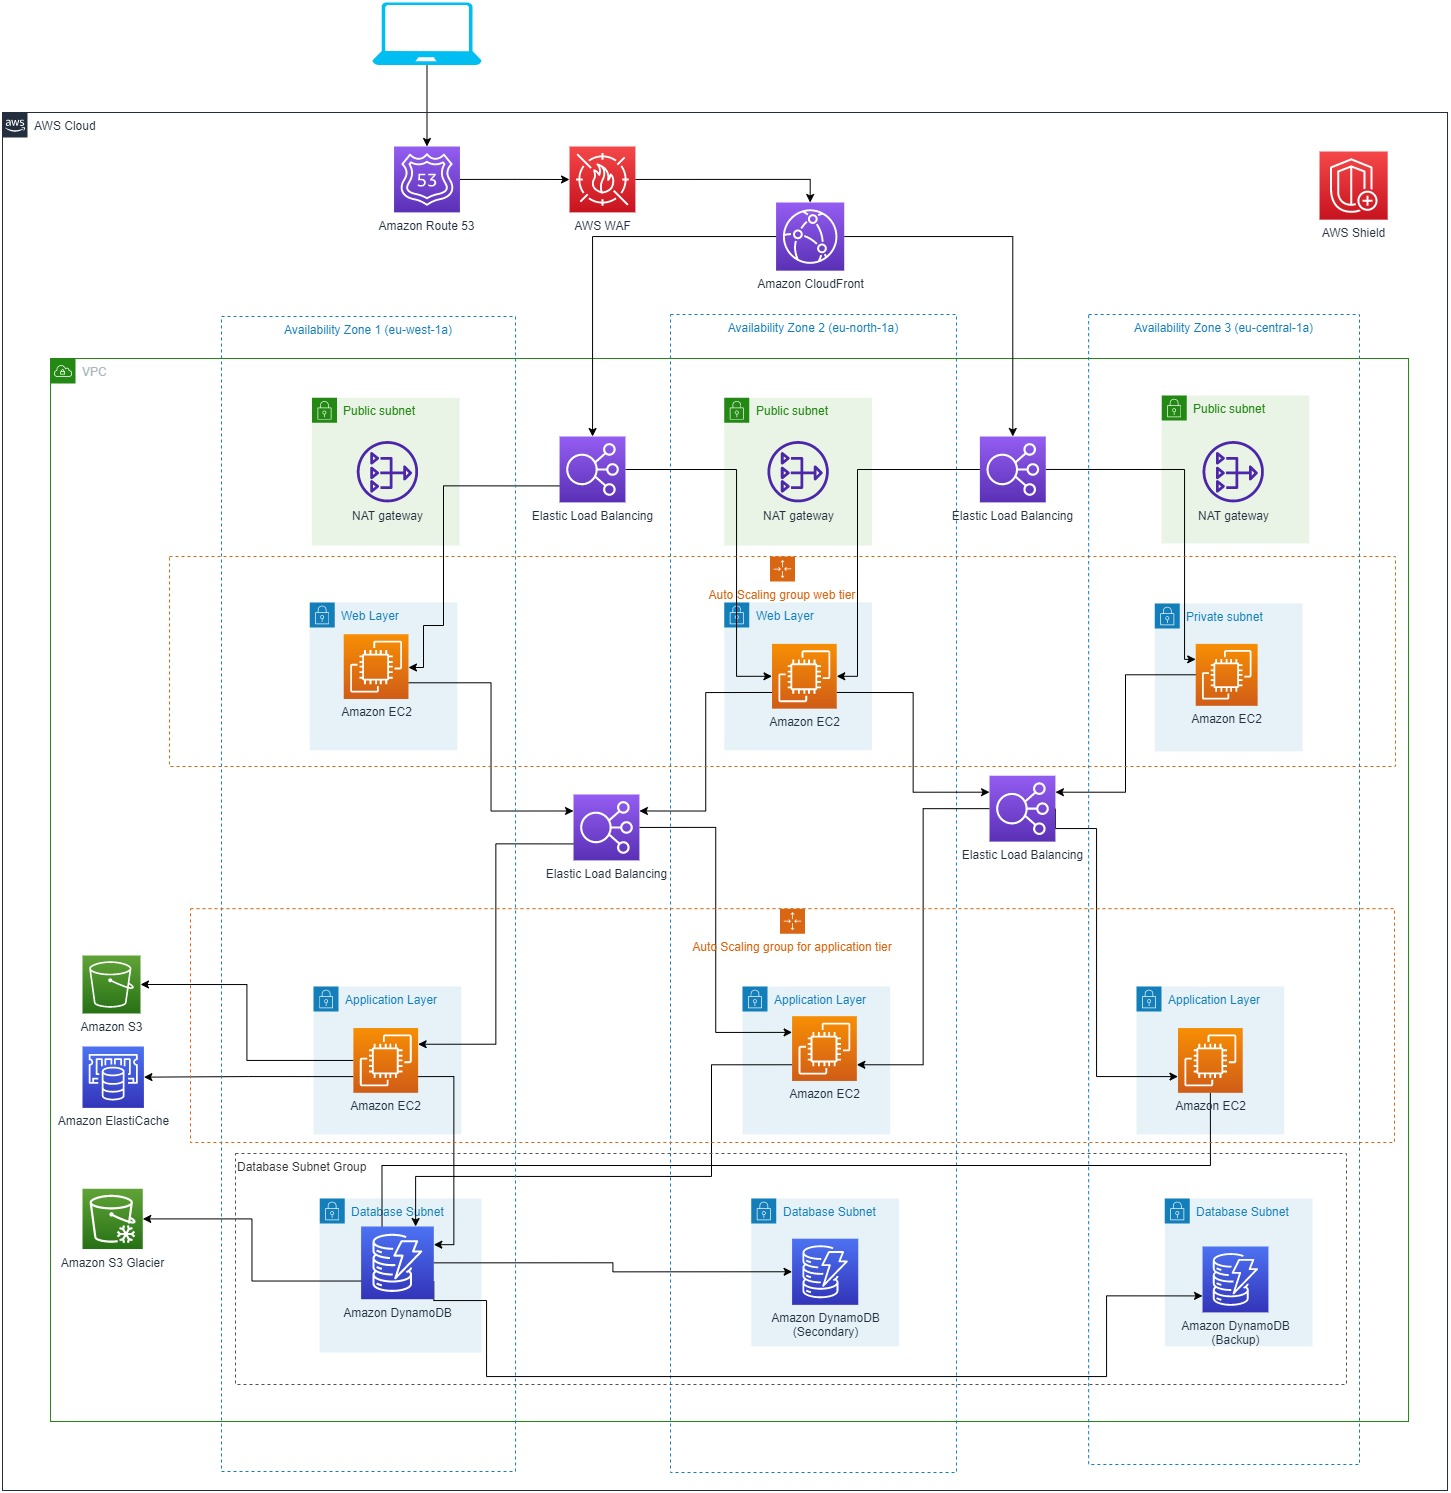 aws
AWS Cloud
53
Amazon Route 53
AWS WAF
AWS Shield
Amazon CloudFront
Availability Zone 1 (eu-west-1a)
Availability Zone 2 (eu-north-1a)
Availability Zone 3 (eu-central-1a)
VPC
Public subnet
Public subnet
Public subnet
NAT gateway
Elastic Load Balancing
NAT gateway
Elastic Load Balancing
NAT gateway
Auto Scaling group web tier
Web Layer
Web Layer
Private subnet
Amazon EC2
Amazon EC2
Amazon EC2
Elastic Load Balancing
Elastic Load Balancing
Auto Scaling group for application tier
Application Layer
Application Layer
Application Layer
Amazon S3
Amazon EC2
Amazon EC2
Amazon EC2
Amazon ElastiCache
Database Subnet Group
Database Subnet
Database Subnet
Database Subnet
Amazon S3 Glacier
Amazon DynamoDB
Amazon DynamoDB
(Secondary)
Amazon DynamoDB
(Backup)